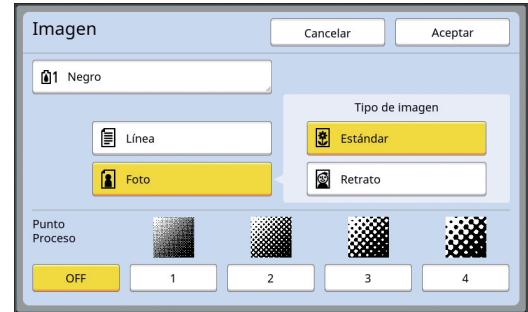 Imagen
Cancelar
Aceptar
1 Negro
Tipo de imagen
Línea
Estándar
Foto
Retrato
Punto
Proceso
OFF
1
2
3
4